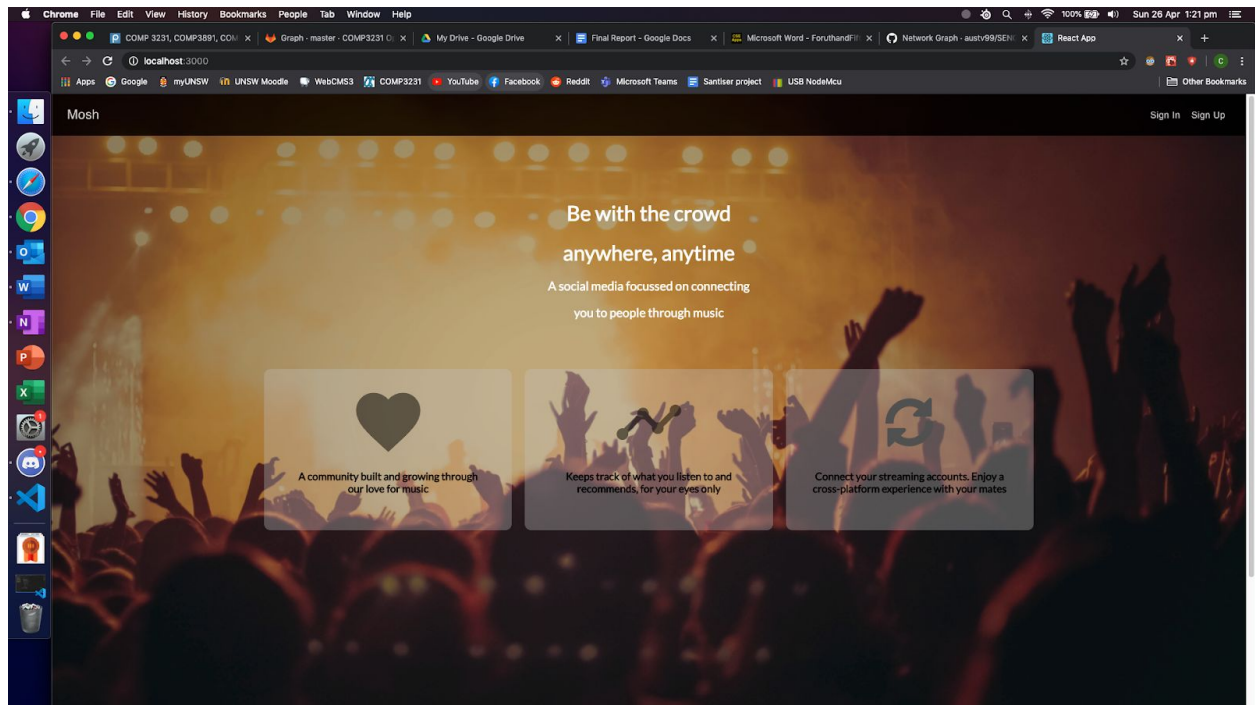 Chrome File Edit View History Bookmarks People Tab Window Help 100% Sun 26 Apr 1:21 pm
COMP 3231, COMP3891, COM Graph · master · COMP3231 O My Drive - Google Drive Final Report - Google Docs Microsoft Word - ForuthandFif Network Graph · austv99/SEN React App
localhost:3000
Apps Google myUNSW UNSW Moodle WebCMS3 COMP3231 YouTube Facebook Reddit Microsoft Teams Santiser project USB NodeMcu Other Bookmarks
Mosh Sign In Sign Up
Be with the crowd
anywhere, anytime
A social media focussed on connecting
you to people through music
A community built and growing through
our love for music
Keeps track of what you listen to and
recommends, for your eyes only
Connect your streaming accounts. Enjoy a
cross-platform experience with your mates